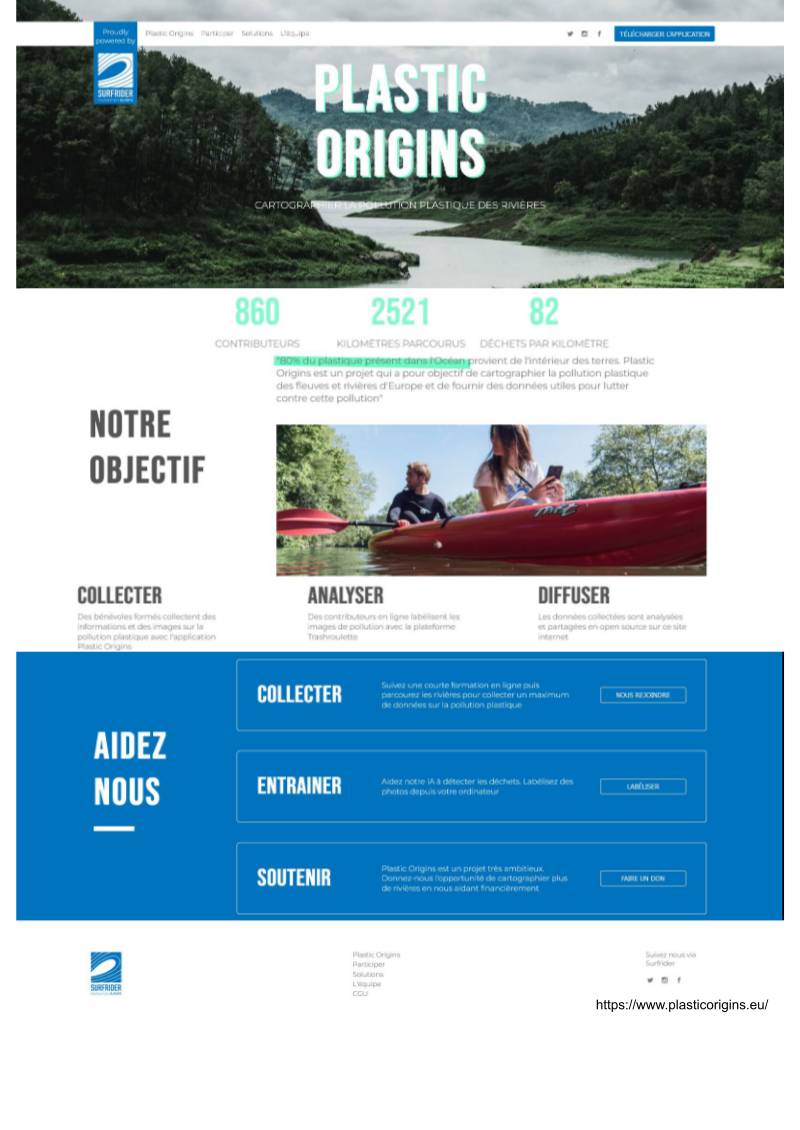 Proudly
powered by
Plastic Origins Participer Solutions L'équipe
TÉLÉCHARGER L'APPLICATION
SURFRIDER
PLASTIC
ORIGINS
CARTOGRAPHIER LA POLLUTION PLASTIQUE DES RIVIÈRES
860 2521 82
CONTRIBUTEURS KILOMÈTRES PARCOURUS DÉCHETS PAR KILOMÈTRE
"80% du plastique présent dans l'Océan provient de l'intérieur des terres. Plastic
Origins est un projet qui a pour objectif de cartographier la pollution plastique
des fleuves et rivières d'Europe et de fournir des données utiles pour lutter
contre cette pollution"
NOTRE
OBJECTIF
COLLECTER
Des bénévoles formés collectent des
informations et des images sur la
pollution plastique avec l'application
Plastic Origins
ANALYSER
Des contributeurs en ligne labélisent les
images de pollution avec la plateforme
Trashroulette
DIFFUSER
Les données collectées sont analysées
et partagées en open source sur ce site
internet
AIDEZ
NOUS
COLLECTER
Suivez une courte formation en ligne puis
parcourez les rivières pour collecter un maximum
de données sur la pollution plastique
NOUS REJOINDRE
ENTRAINER
Aidez notre IA à détecter les déchets. Labélisez des
photos depuis votre ordinateur
LABÉLISER
SOUTENIR
Plastic Origins est un projet très ambitieux.
Donnez-nous l'opportunité de cartographier plus
de rivières en nous aidant financièrement
FAIRE UN DON
SURFRIDER
Plastic Origins
Participer
Solutions
L'équipe
CGU
Suivez nous via
Surfrider
https://www.plasticorigins.eu/